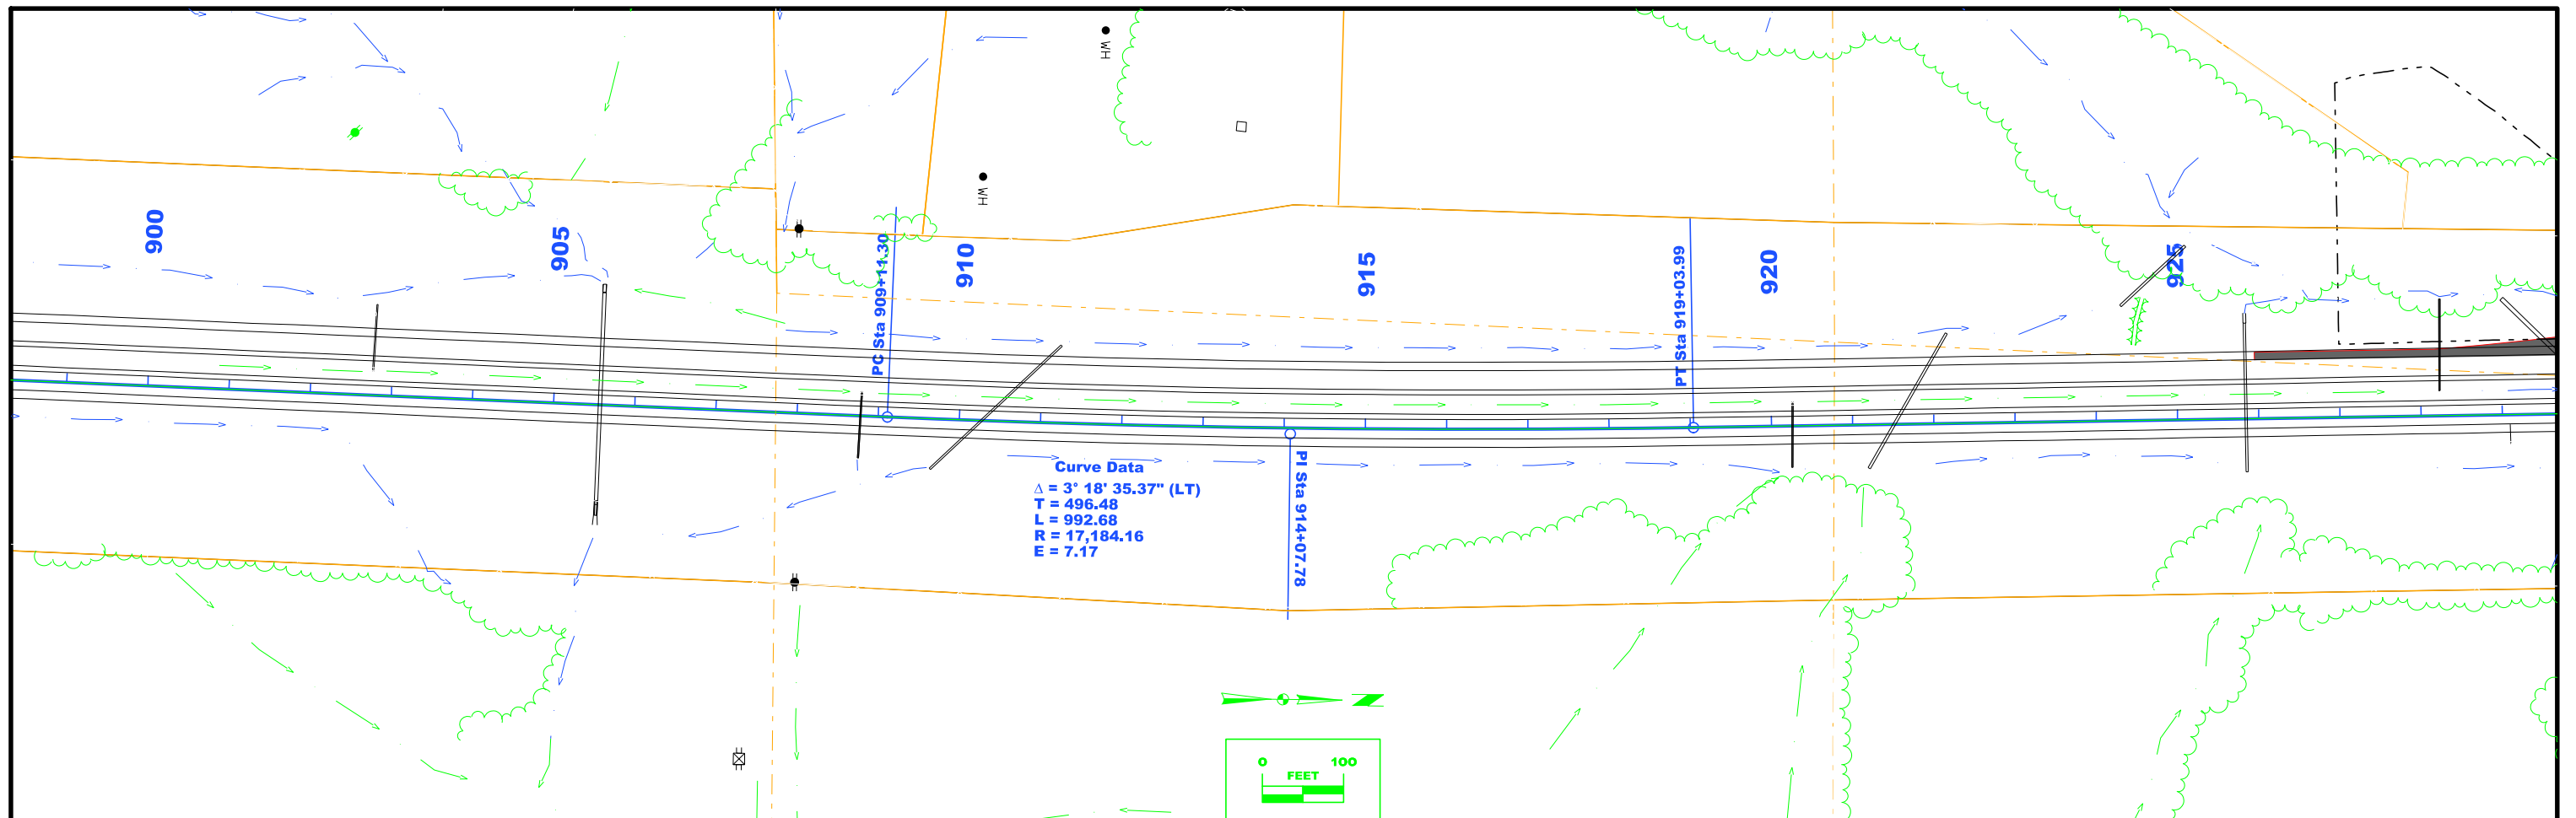 WH
WH
900
905
910
915
920
925
PC Sta 909+11.30
PT Sta 919+03.99
PI Sta 914+07.78
Curve Data
Δ = 3° 18' 35.37" (LT)
T = 496.48
L = 992.68
R = 17,184.16
E = 7.17
N
0 100
FEET